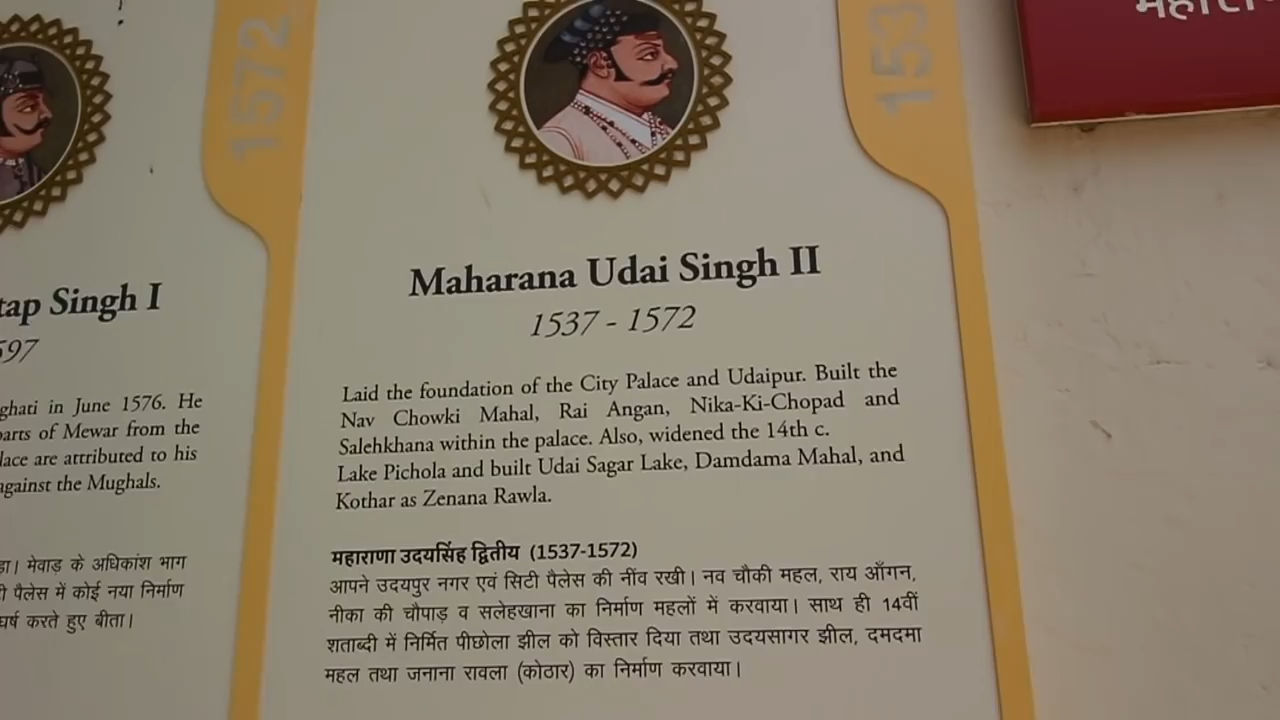 1572
153
महारा
tap Singh I
597
ghati in June 1576. He
parts of Mewar from the
lace are attributed to his
against the Mughals.
ड़ा। मेवाड़ के अधिकांश भाग
पैलेस में कोई नया निर्माण
घर्ष करते हुए बीता।
Maharana Udai Singh II
1537 - 1572
Laid the foundation of the City Palace and Udaipur. Built the
Nav Chowki Mahal, Rai Angan, Nika-Ki-Chopad and
Salehkhana within the palace. Also, widened the 14th c.
Lake Pichola and built Udai Sagar Lake, Damdama Mahal, and
Kothar as Zenana Rawla.
महाराणा उदयसिंह द्वितीय (1537-1572)
आपने उदयपुर नगर एवं सिटी पैलेस की नींव रखी। नव चौकी महल, राय आँगन,
नीका की चौपाड़ व सलेहखाना का निर्माण महलों में करवाया। साथ ही 14वीं
शताब्दी में निर्मित पीछोला झील को विस्तार दिया तथा उदयसागर झील, दमदमा
महल तथा जनाना रावला (कोठार) का निर्माण करवाया।